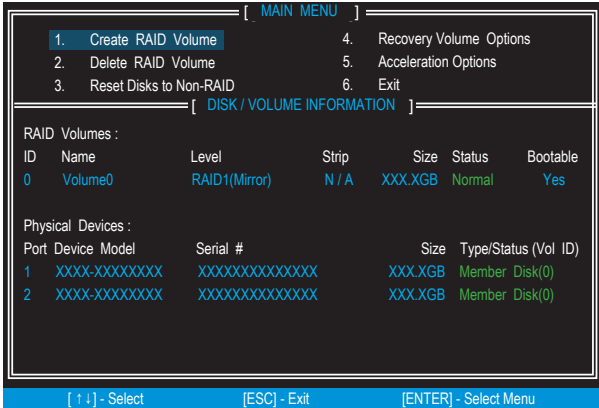 [ MAIN MENU ]
1. Create RAID Volume 4. Recovery Volume Options
2. Delete RAID Volume 5. Acceleration Options
3. Reset Disks to Non-RAID 6. Exit
[ DISK / VOLUME INFORMATION ]
RAID Volumes :
ID Name Level Strip Size Status Bootable
0 Volume0 RAID1(Mirror) N / A XXX.XGB Normal Yes
Physical Devices :
Port Device Model Serial # Size Type/Status (Vol ID)
1 XXXX-XXXXXXXX XXXXXXXXXXXXXX XXX.XGB Member Disk(0)
2 XXXX-XXXXXXXX XXXXXXXXXXXXXX XXX.XGB Member Disk(0)
[ ↑↓] - Select [ESC] - Exit [ENTER] - Select Menu